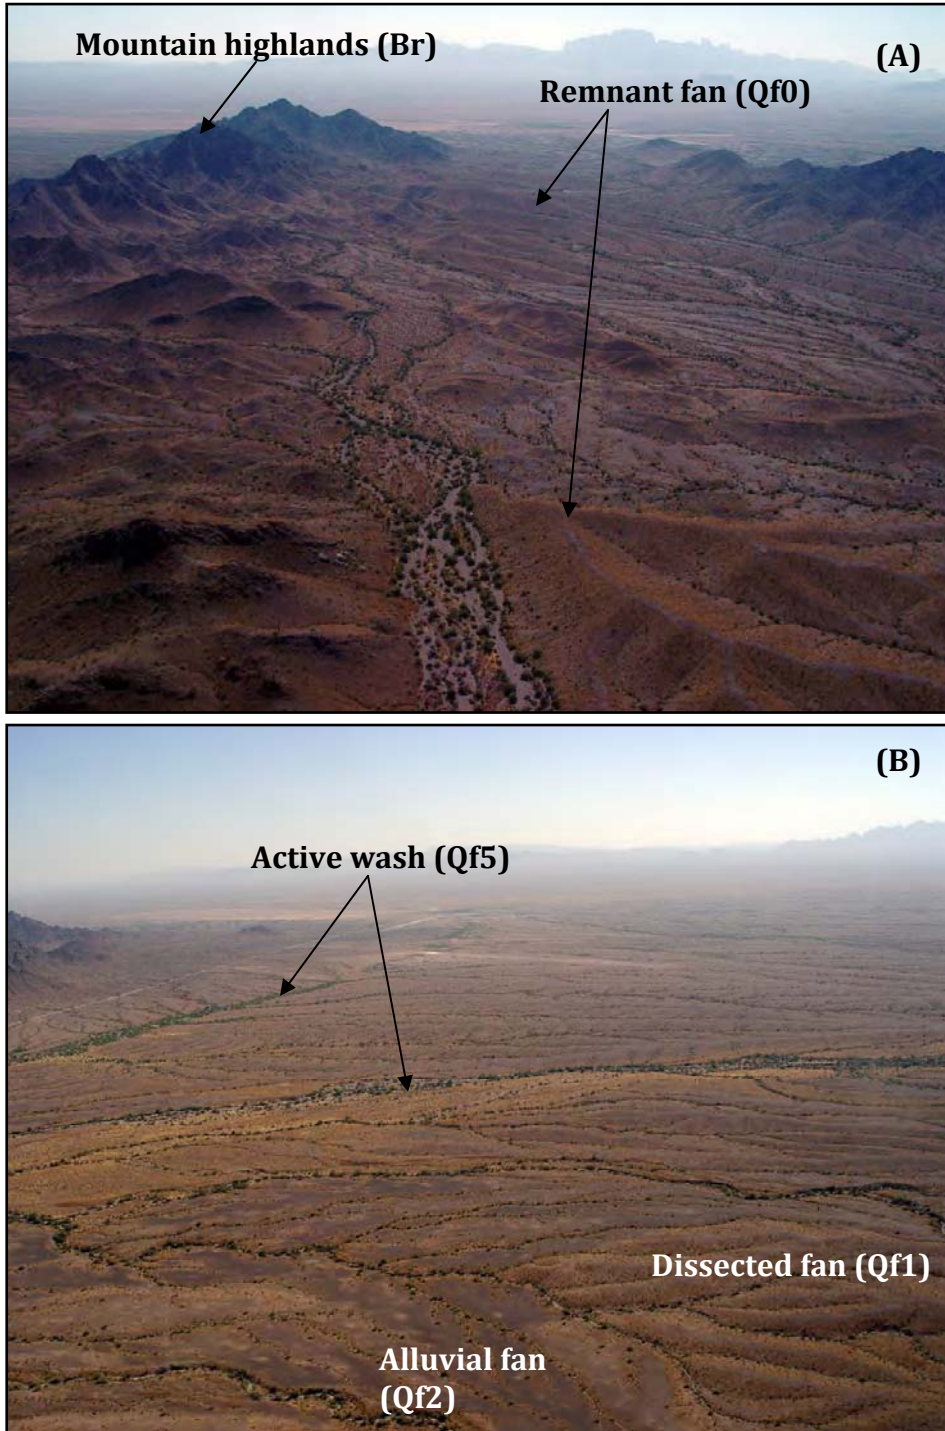 Mountain highlands (Br)
(A)
Remnant fan (Qf0)
(B)
Active wash (Qf5)
Dissected fan (Qf1)
Alluvial fan
(Qf2)